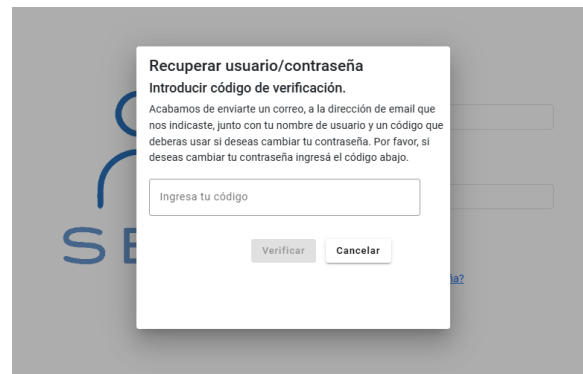 Recuperar usuario/contraseña
Introducir código de verificación.
Acabamos de enviarte un correo, a la dirección de email que
nos indicaste, junto con tu nombre de usuario y un código que
deberas usar si deseas cambiar tu contraseña. Por favor, si
deseas cambiar tu contraseña ingresá el código abajo.
Ingresa tu código
Verificar Cancelar